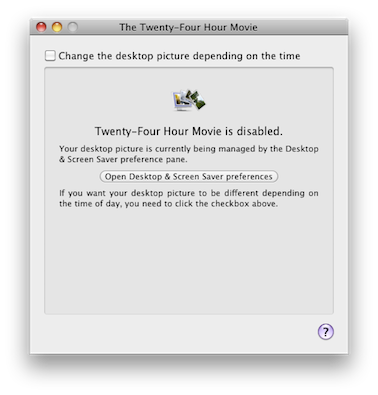 The Twenty-Four Hour Movie
Change the desktop picture depending on the time
Twenty-Four Hour Movie is disabled.
Your desktop picture is currently being managed by the Desktop
& Screen Saver preference pane.
Open Desktop & Screen Saver preferences
If you want your desktop picture to be different depending on
the time of day, you need to click the checkbox above.
?